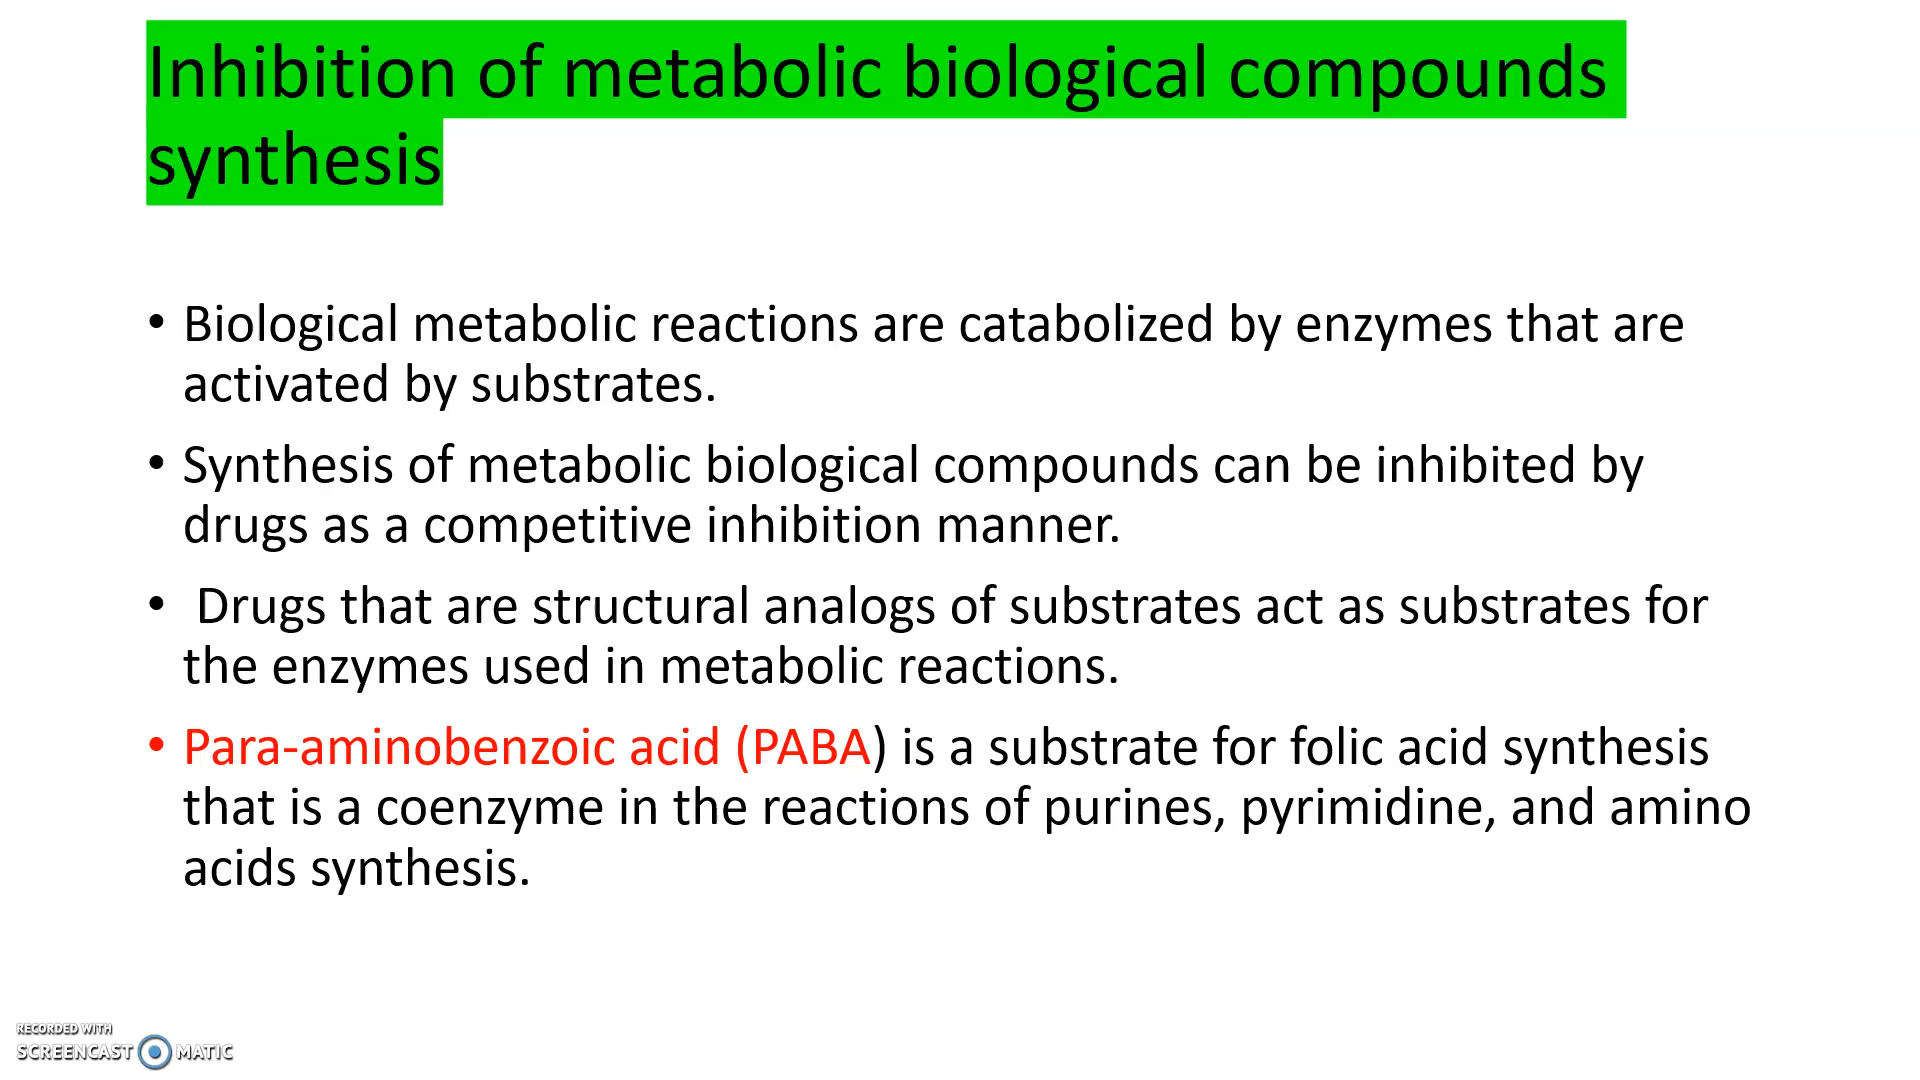 Inhibition of metabolic biological compounds
synthesis
• Biological metabolic reactions are catabolized by enzymes that are
activated by substrates.
• Synthesis of metabolic biological compounds can be inhibited by
drugs as a competitive inhibition manner.
• Drugs that are structural analogs of substrates act as substrates for
the enzymes used in metabolic reactions.
• Para-aminobenzoic acid (PABA) is a substrate for folic acid synthesis
that is a coenzyme in the reactions of purines, pyrimidine, and amino
acids synthesis.
RECORDED WITH
SCREENCAST MATIC